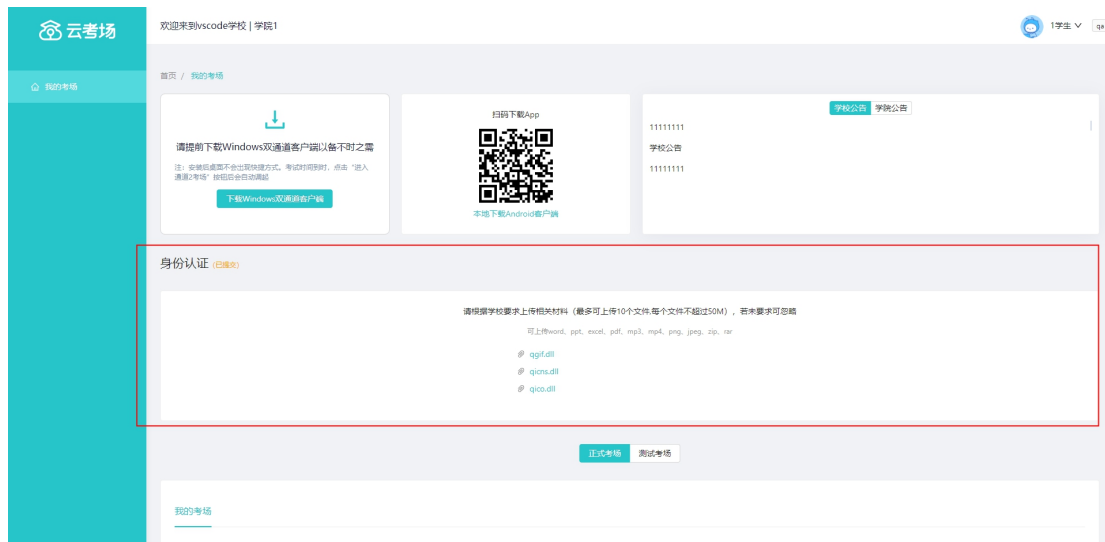 云考场
欢迎来到vscode学校 | 学院1
1学生
我的考场
首页 / 我的考场
请提前下载Windows双通道客户端以备不时之需
注：安装后桌面不会出现快捷方式。考试时间到时，点击“进入
通道2考场”按钮后会自动调起
下载Windows双通道客户端
扫码下载App
本地下载Android客户端
学校公告 学院公告
11111111
学校公告
11111111
身份认证 (已提交)
请根据学校要求上传相关材料（最多可上传10个文件,每个文件不超过50M），若未要求可忽略
可上传word、ppt、excel、pdf、mp3、mp4、png、jpeg、zip、rar
qgif.dll
qicns.dll
qico.dll
正式考场 测试考场
我的考场